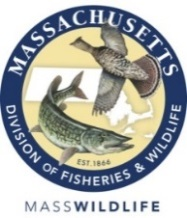 MASSACHUSETTS
DIVISION OF FISHERIES & WILDLIFE
EST. 1866
MASSWILDLIFE